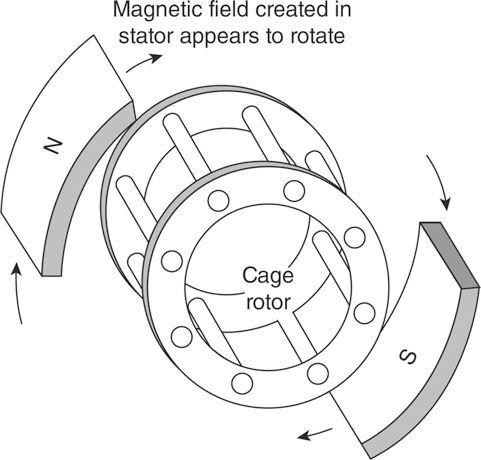 Magnetic field created in
stator appears to rotate
N
Cage
rotor
S